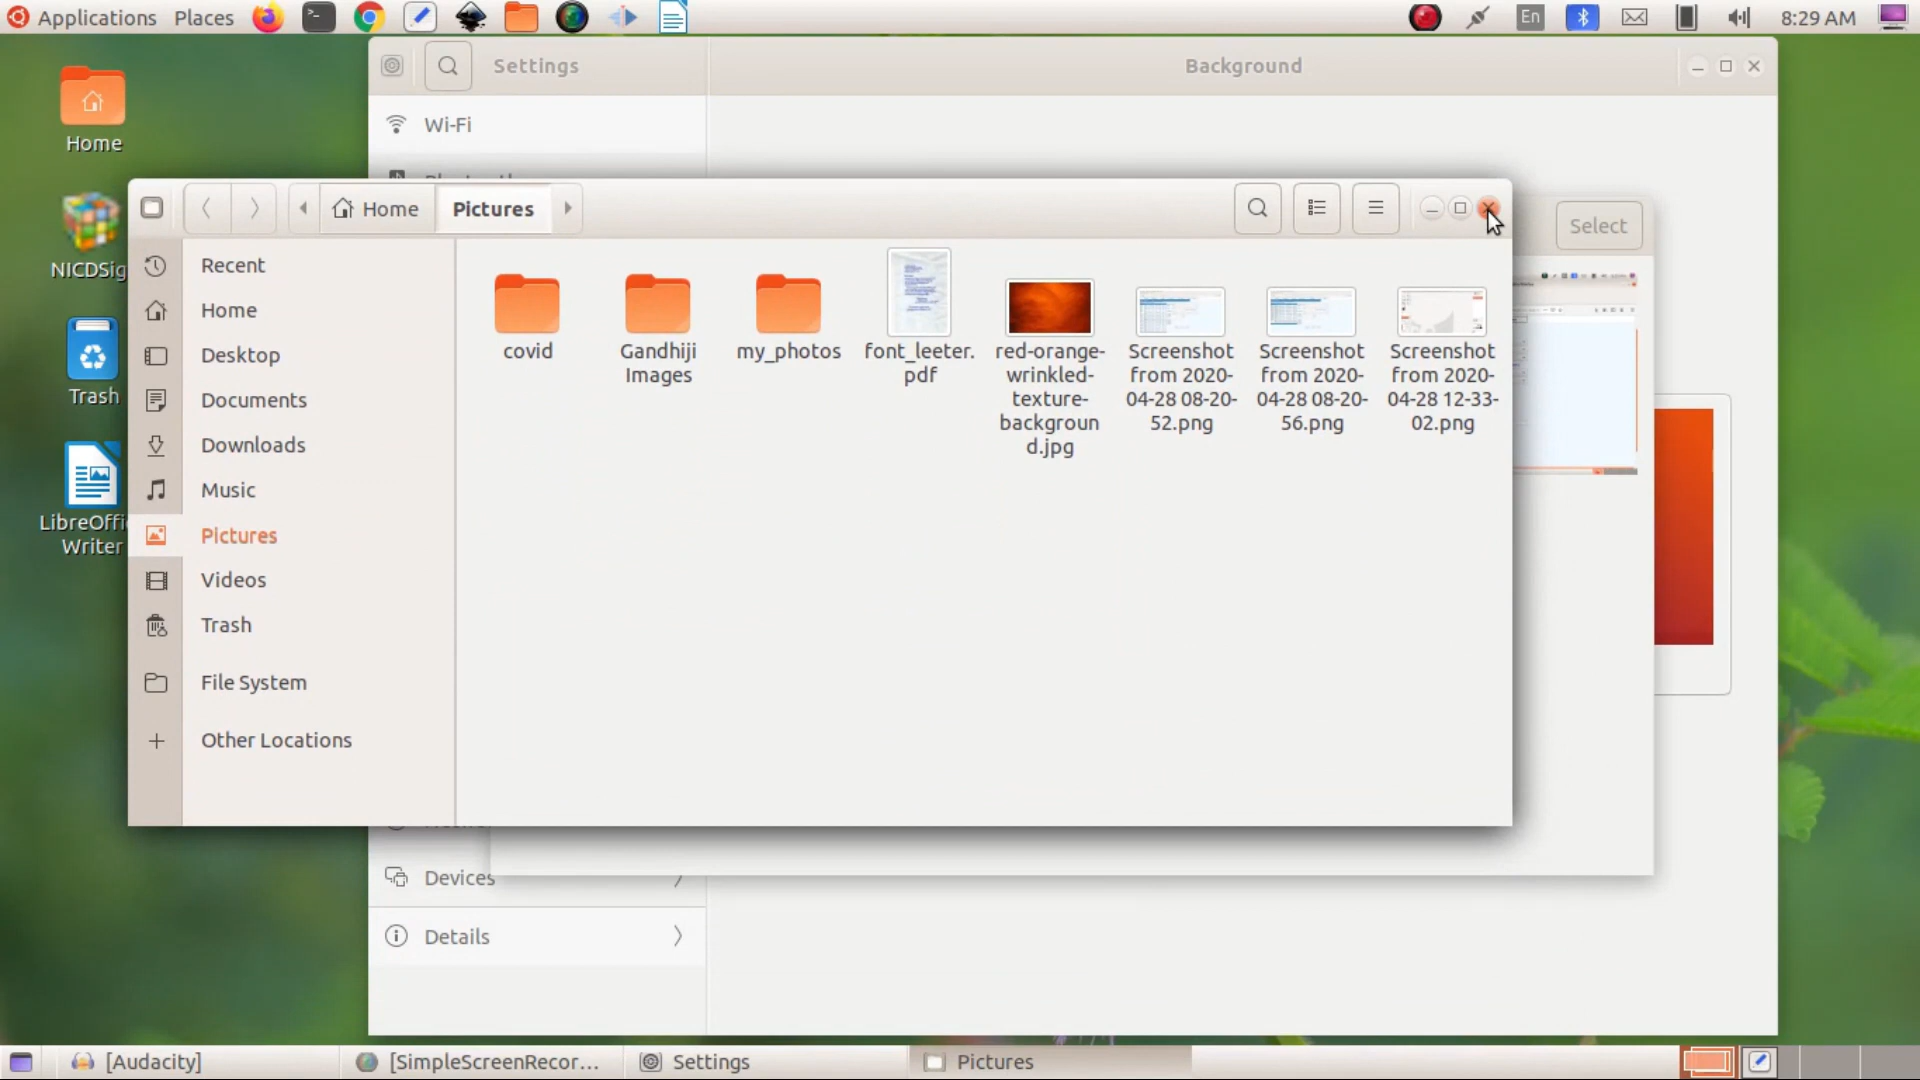 Applications Places
En
8:29 AM
Settings
Background
Home
Wi-Fi
Home
Pictures
Select
NICDSig
Recent
Home
covid
Gandhiji
Images
my_photos
font_leeter.
pdf
red-orange-
wrinkled-
texture-
backgroun
d.jpg
Screenshot
from 2020-
04-28 08-20-
52.png
Screenshot
from 2020-
04-28 08-20-
56.png
Screenshot
from 2020-
04-28 12-33-
02.png
Desktop
Trash
Documents
Downloads
Music
LibreOffi
Writer
Pictures
Videos
Trash
File System
Other Locations
Devices
Details
[Audacity]
[SimpleScreenRecor...
Settings
Pictures